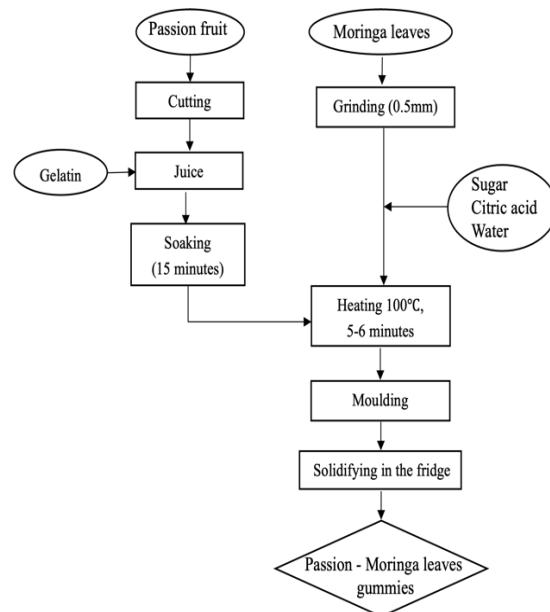 Passion fruit
Moringa leaves
Cutting
Grinding (0.5mm)
Gelatin
Juice
Sugar
Citric acid
Water
Soaking
(15 minutes)
Heating 100℃,
5-6 minutes
Moulding
Solidifying in the fridge
Passion - Moringa leaves
gummies